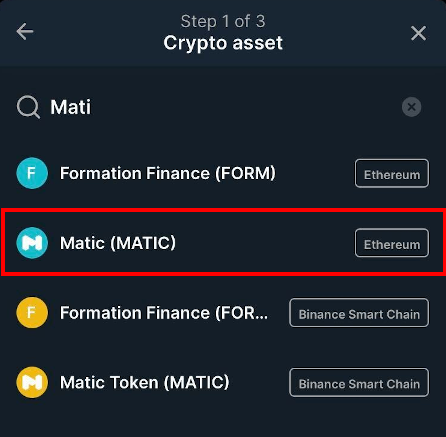 Step 1 of 3
Crypto asset
Mati
F Formation Finance (FORM) Ethereum
Matic (MATIC) Ethereum
F Formation Finance (FOR... Binance Smart Chain
Matic Token (MATIC) Binance Smart Chain